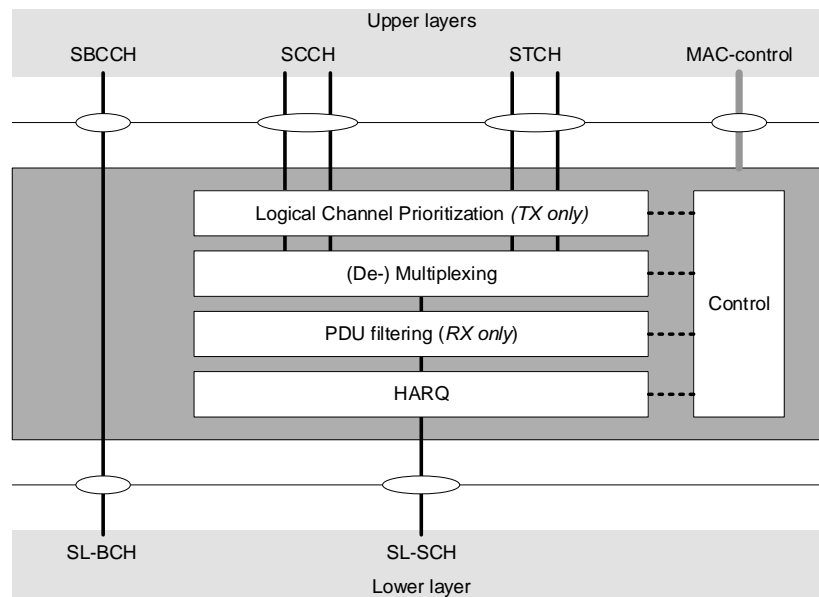 Upper layers
SBCCH SCCH STCH MAC-control
Logical Channel Prioritization (TX only)
(De-) Multiplexing
Control
PDU filtering (RX only)
HARQ
SL-BCH SL-SCH
Lower layer